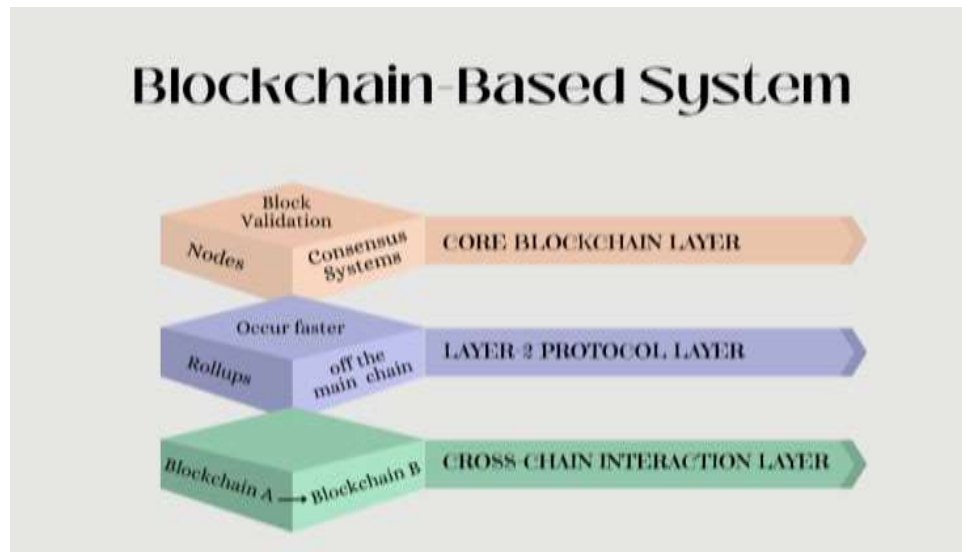 Blockchain-Based System
Block
Validation
Nodes
Consensus
Systems
CORE BLOCKCHAIN LAYER
Occur faster
Rollups
off the
main chain
LAYER-2 PROTOCOL LAYER
Blockchain A → Blockchain B
CROSS-CHAIN INTERACTION LAYER